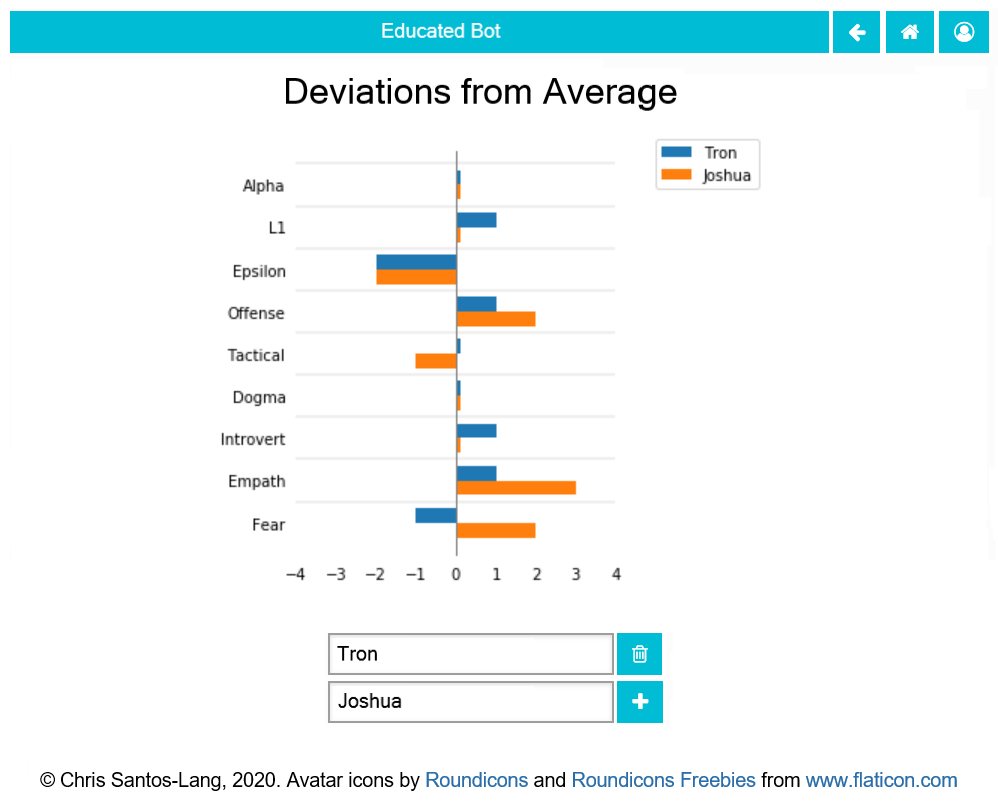 Educated Bot
Deviations from Average
Tron
Joshua
Alpha
L1
Epsilon
Offense
Tactical
Dogma
Introvert
Empath
Fear
−4 −3 −2 −1 0 1 2 3 4
Tron
Joshua
© Chris Santos-Lang, 2020. Avatar icons by Roundicons and Roundicons Freebies from www.flaticon.com